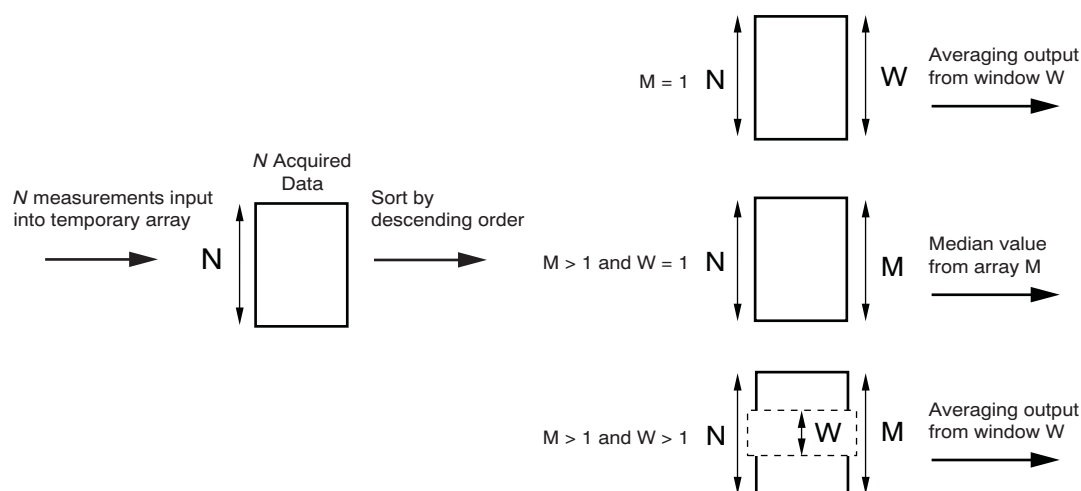 N measurements input
into temporary array
N
N Acquired
Data
Sort by
descending order
M = 1
N
W
Averaging output
from window W
M > 1 and W = 1
N
M
Median value
from array M
M > 1 and W > 1
N
W
M
Averaging output
from window W